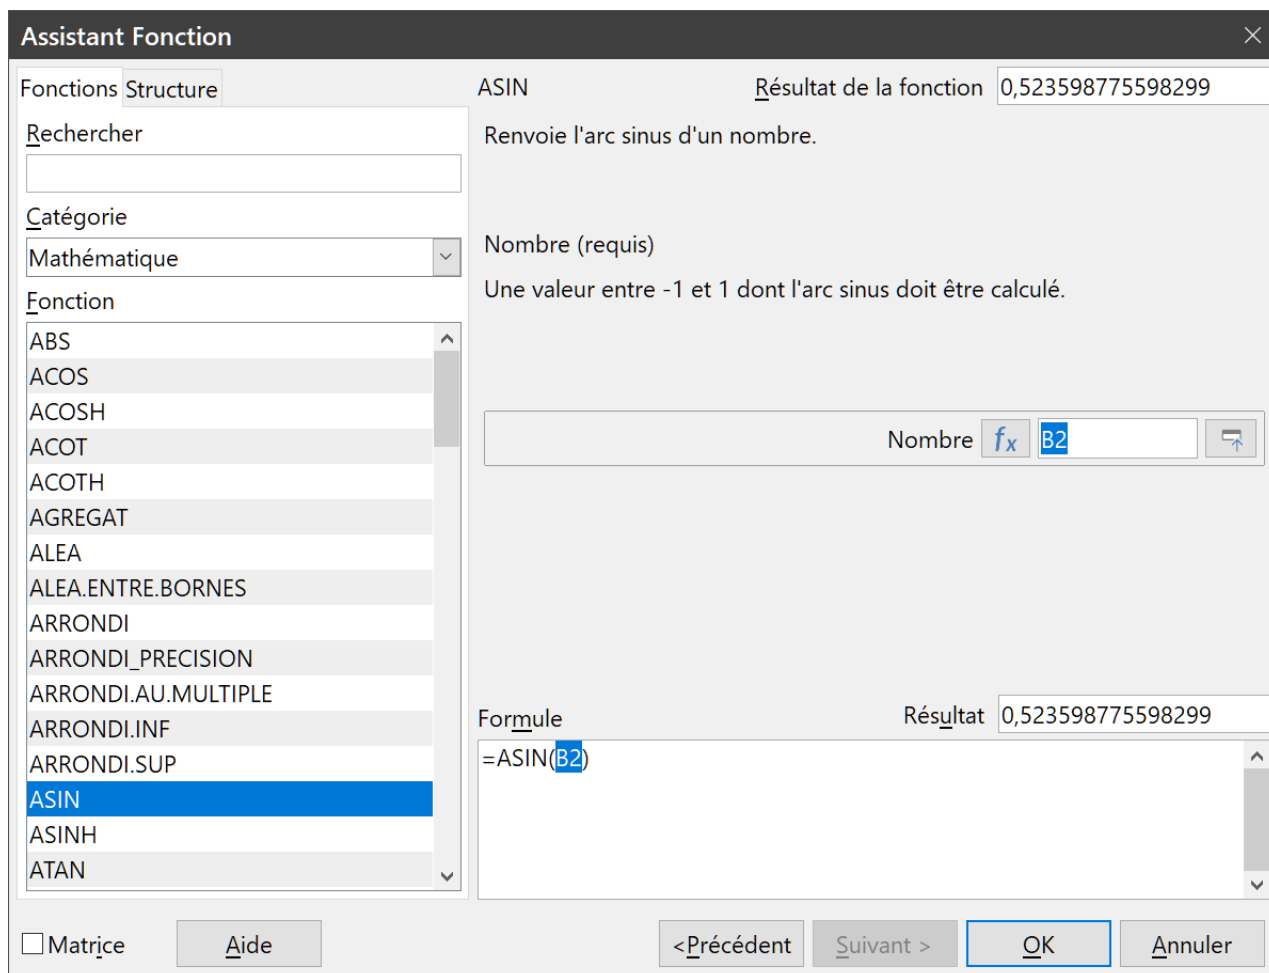 Assistant Fonction
Fonctions Structure
Rechercher
Catégorie
Mathématique
Fonction
ABS
ACOS
ACOSH
ACOT
ACOTH
AGREGAT
ALEA
ALEA.ENTRE.BORNES
ARRONDI
ARRONDI_PRECISION
ARRONDI.AU.MULTIPLE
ARRONDI.INF
ARRONDI.SUP
ASIN
ASINH
ATAN
ASIN Résultat de la fonction 0,523598775598299
Renvoie l'arc sinus d'un nombre.
Nombre (requis)
Une valeur entre -1 et 1 dont l'arc sinus doit être calculé.
Nombre fx B2
Formule Résultat 0,523598775598299
=ASIN(B2)
Matrice Aide <Précédent Suivant > OK Annuler